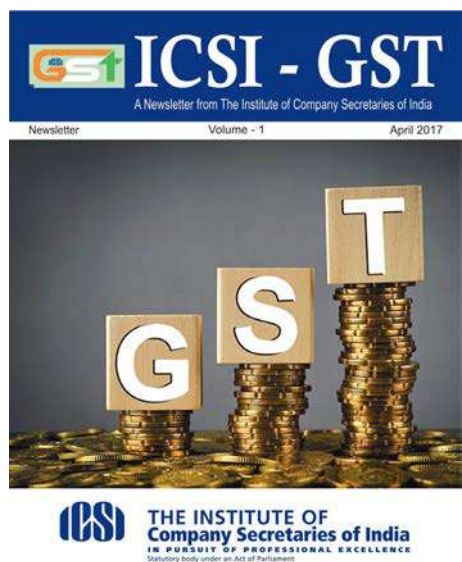 GSt
ICSI - GST
A Newsletter from The Institute of Company Secretaries of India
Newsletter Volume - 1 April 2017
G S T
ICSI
THE INSTITUTE OF
Company Secretaries of India
IN PURSUIT OF PROFESSIONAL EXCELLENCE
Statutory body under an Act of Parliament